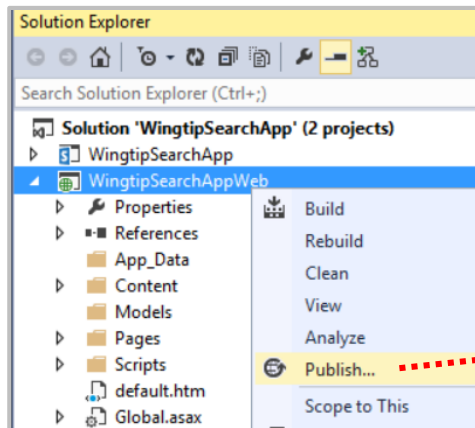 Solution Explorer
Search Solution Explorer (Ctrl+;)
Solution 'WingtipSearchApp' (2 projects)
WingtipSearchApp
WingtipSearchAppWeb
Properties
Build
References
Rebuild
App_Data
Clean
Content
View
Models
Analyze
Pages
Publish...
Scripts
default.htm
Scope to This
Global.asax